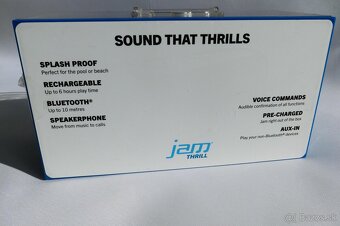 SOUND THAT THRILLS
SPLASH PROOF
Perfect for the pool or beach
RECHARGEABLE
Up to 6 hours play time
BLUETOOTH®
Up to 10 metres
SPEAKERPHONE
Move from music to calls
VOICE COMMANDS
Audible confirmation of all functions
PRE-CHARGED
Jam right out of the box
AUX-IN
Play your non-Bluetooth® devices
jam
THRILL
Bazos.sk